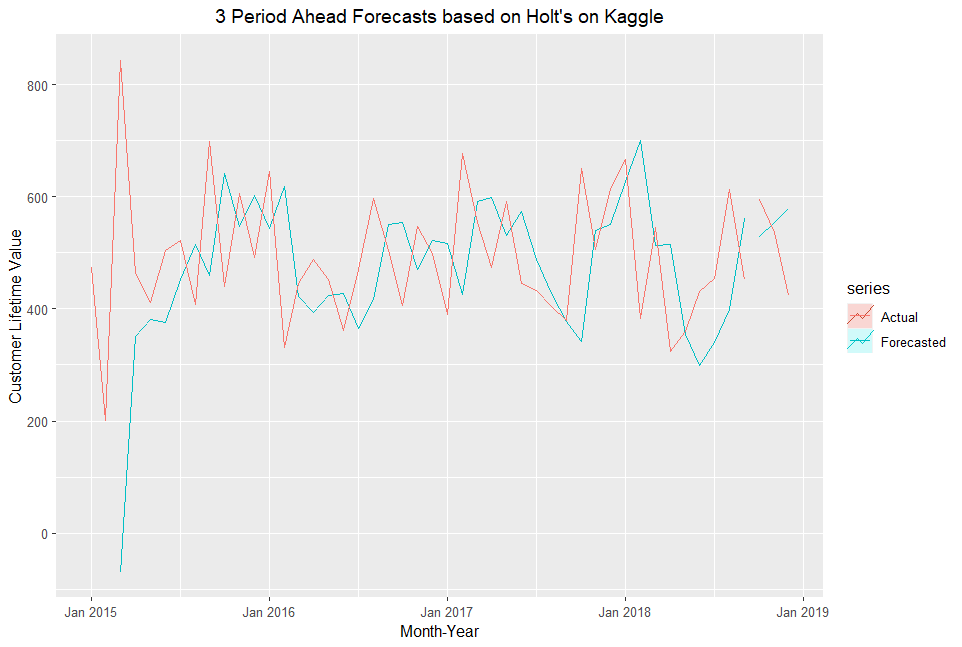 3 Period Ahead Forecasts based on Holt's on Kaggle
Customer Lifetime Value
800
600
400
200
0
Jan 2015
Jan 2016
Jan 2017
Jan 2018
Jan 2019
Month-Year
series
Actual
Forecasted